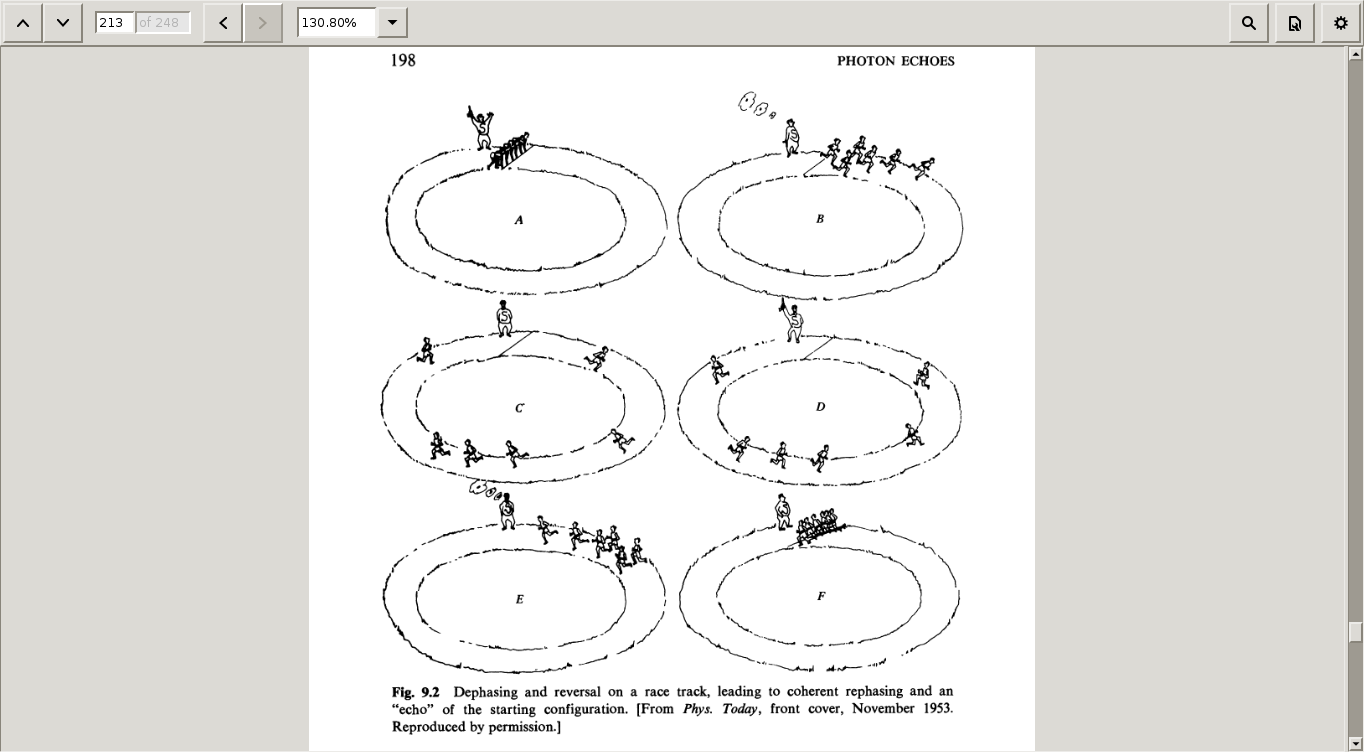 213 of 248 130.80%
198 PHOTON ECHOES
S S
A B
S S
C D
S S
E F
Fig. 9.2 Dephasing and reversal on a race track, leading to coherent rephasing and an
“echo” of the starting configuration. [From Phys. Today, front cover, November 1953.
Reproduced by permission.]